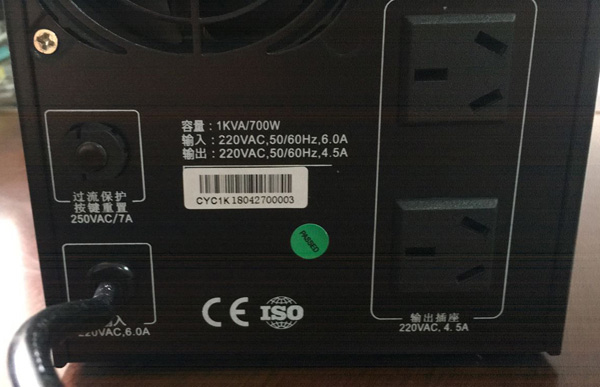 容量：1KVA/700W
输入：220VAC,50/60Hz,6.0A
输出：220VAC,50/60Hz,4.5A
CYC1K18042700003
过流保护
按键重置
250VAC/7A
PASSED
入
220VAC,6.0A
CE ISO
输出插座
220VAC, 4.5A